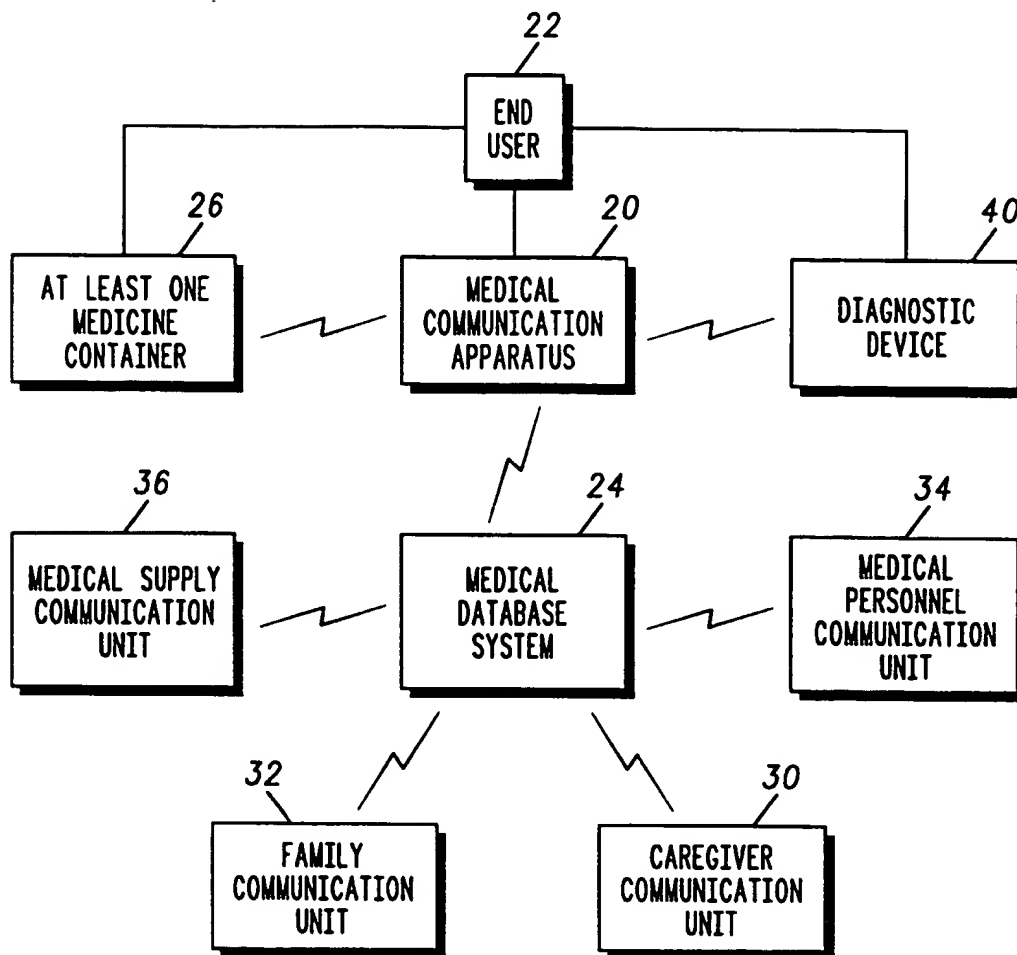 22
END
USER
26
20
40
AT LEAST ONE
MEDICINE
CONTAINER
MEDICAL
COMMUNICATION
APPARATUS
DIAGNOSTIC
DEVICE
36
24
34
MEDICAL SUPPLY
COMMUNICATION
UNIT
MEDICAL
DATABASE
SYSTEM
MEDICAL
PERSONNEL
COMMUNICATION
UNIT
32
30
FAMILY
COMMUNICATION
UNIT
CAREGIVER
COMMUNICATION
UNIT